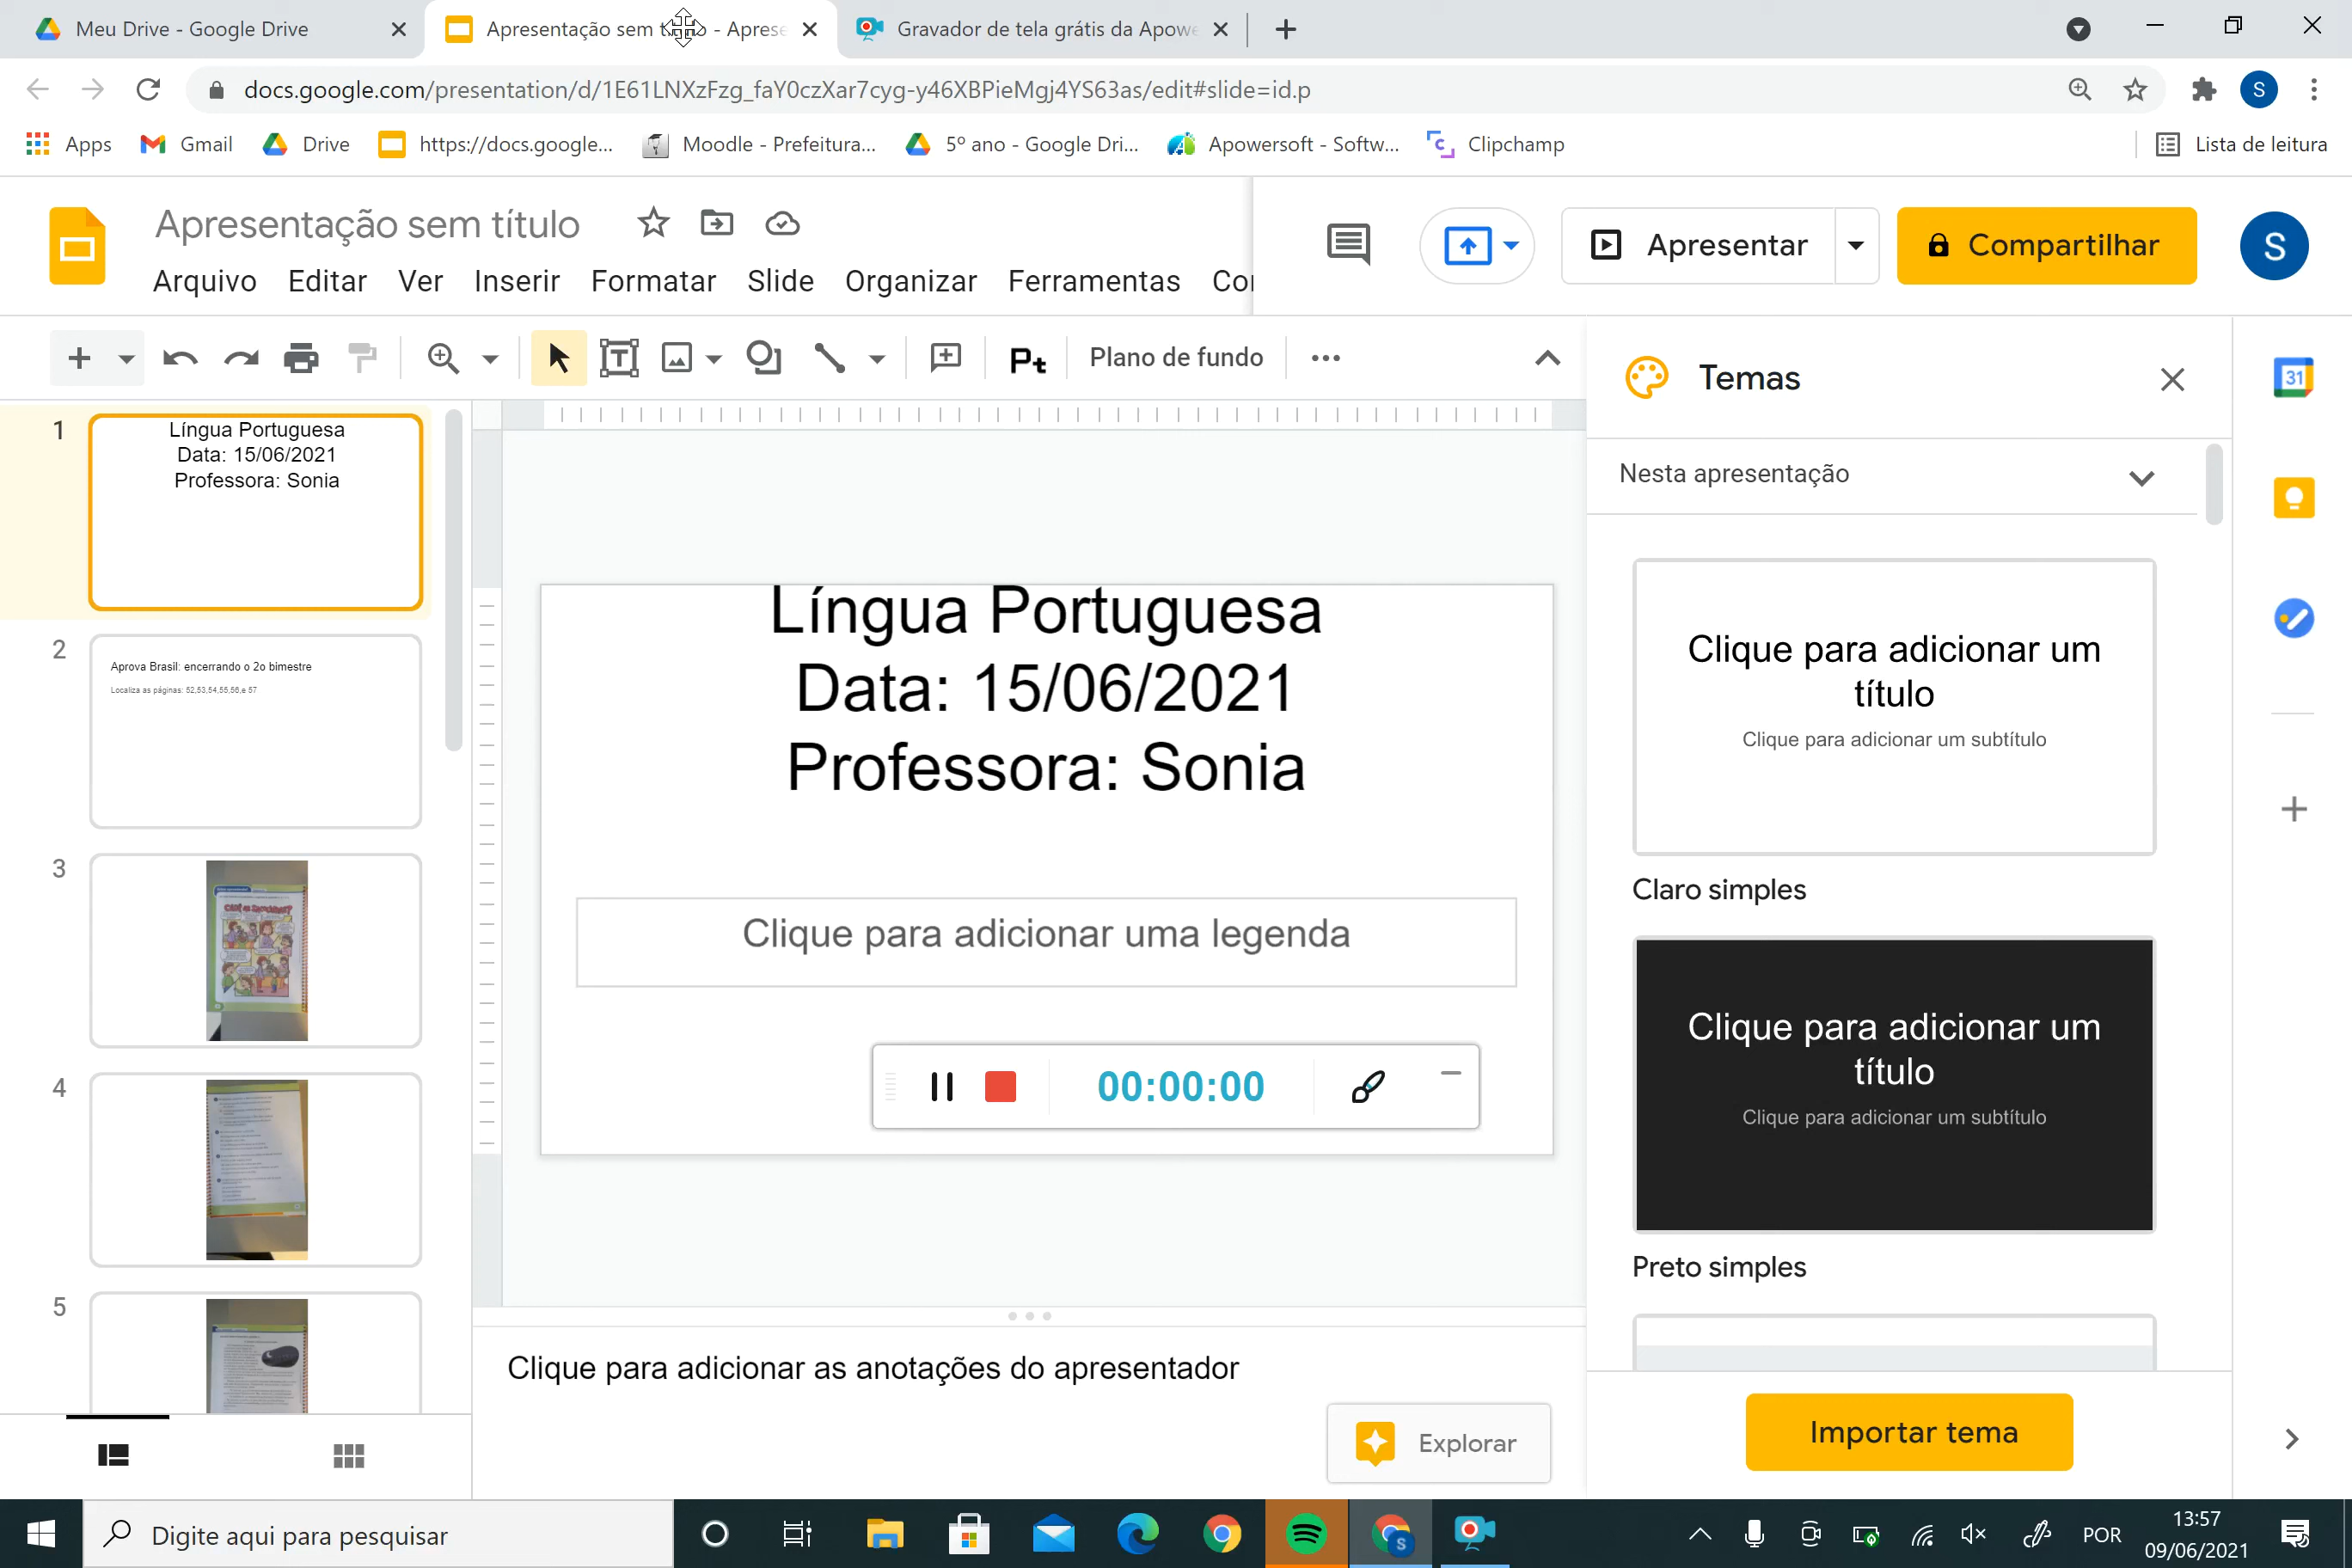 Meu Drive - Google Drive
Apresentação sem - Aprese
Gravador de tela grátis da Apowe
docs.google.com/presentation/d/1E61LNXzFzg_faY0czXar7cyg-y46XBPieMgj4YS63as/edit#slide=id.p
S
Apps
Gmail
Drive
https://docs.google...
Moodle - Prefeitura...
5º ano - Google Dri...
Apowersoft - Softw...
Clipchamp
Lista de leitura
Apresentação sem título
Apresentar
Compartilhar
S
Arquivo Editar Ver Inserir Formatar Slide Organizar Ferramentas Co
Pt
Plano de fundo
Temas
31
1
Língua Portuguesa
Data: 15/06/2021
Professora: Sonia
2
Aprova Brasil: encerrando o 2o bimestre
Localiza as páginas: 52,53,54,55,56,e 57
3
4
5
Língua Portuguesa
Data: 15/06/2021
Professora: Sonia
Clique para adicionar uma legenda
00:00:00
Clique para adicionar as anotações do apresentador
Explorar
Nesta apresentação
Clique para adicionar um
título
Clique para adicionar um subtítulo
Claro simples
Clique para adicionar um
título
Clique para adicionar um subtítulo
Preto simples
Importar tema
Digite aqui para pesquisar
S
POR
13:57
09/06/2021